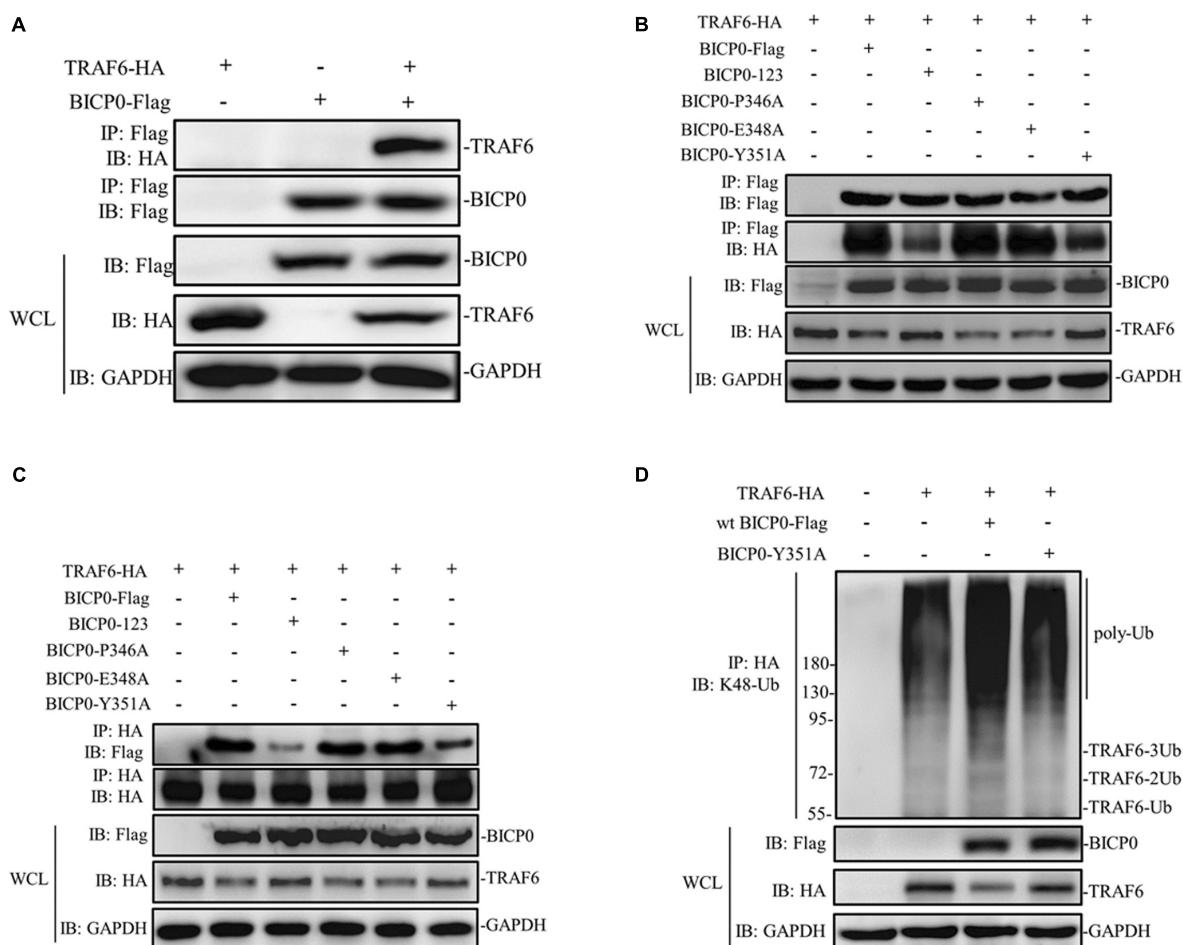 A
TRAF6-HA + - +
BICP0-Flag - + +
IP: Flag
IB: HA
-TRAF6
IP: Flag
IB: Flag
-BICP0
WCL
IB: Flag
-BICP0
IB: HA
-TRAF6
IB: GAPDH
-GAPDH
B
TRAF6-HA + + + + + +
BICP0-Flag - + - - - -
BICP0-123 - - + - - -
BICP0-P346A - - - + - -
BICP0-E348A - - - - + -
BICP0-Y351A - - - - - +
IP: Flag
IB: Flag
IP: Flag
IB: HA
WCL
IB: Flag
-BICP0
IB: HA
-TRAF6
IB: GAPDH
-GAPDH
C
TRAF6-HA + + + + + +
BICP0-Flag - + - - - -
BICP0-123 - - + - - -
BICP0-P346A - - - + - -
BICP0-E348A - - - - + -
BICP0-Y351A - - - - - +
IP: HA
IB: Flag
IP: HA
IB: HA
WCL
IB: Flag
-BICP0
IB: HA
-TRAF6
IB: GAPDH
-GAPDH
D
TRAF6-HA - + + +
wt BICP0-Flag - - + -
BICP0-Y351A - - - +
IP: HA
IB: K48-Ub
180-
130-
95-
72-
55-
poly-Ub
-TRAF6-3Ub
-TRAF6-2Ub
-TRAF6-Ub
WCL
IB: Flag
-BICP0
IB: HA
-TRAF6
IB: GAPDH
-GAPDH